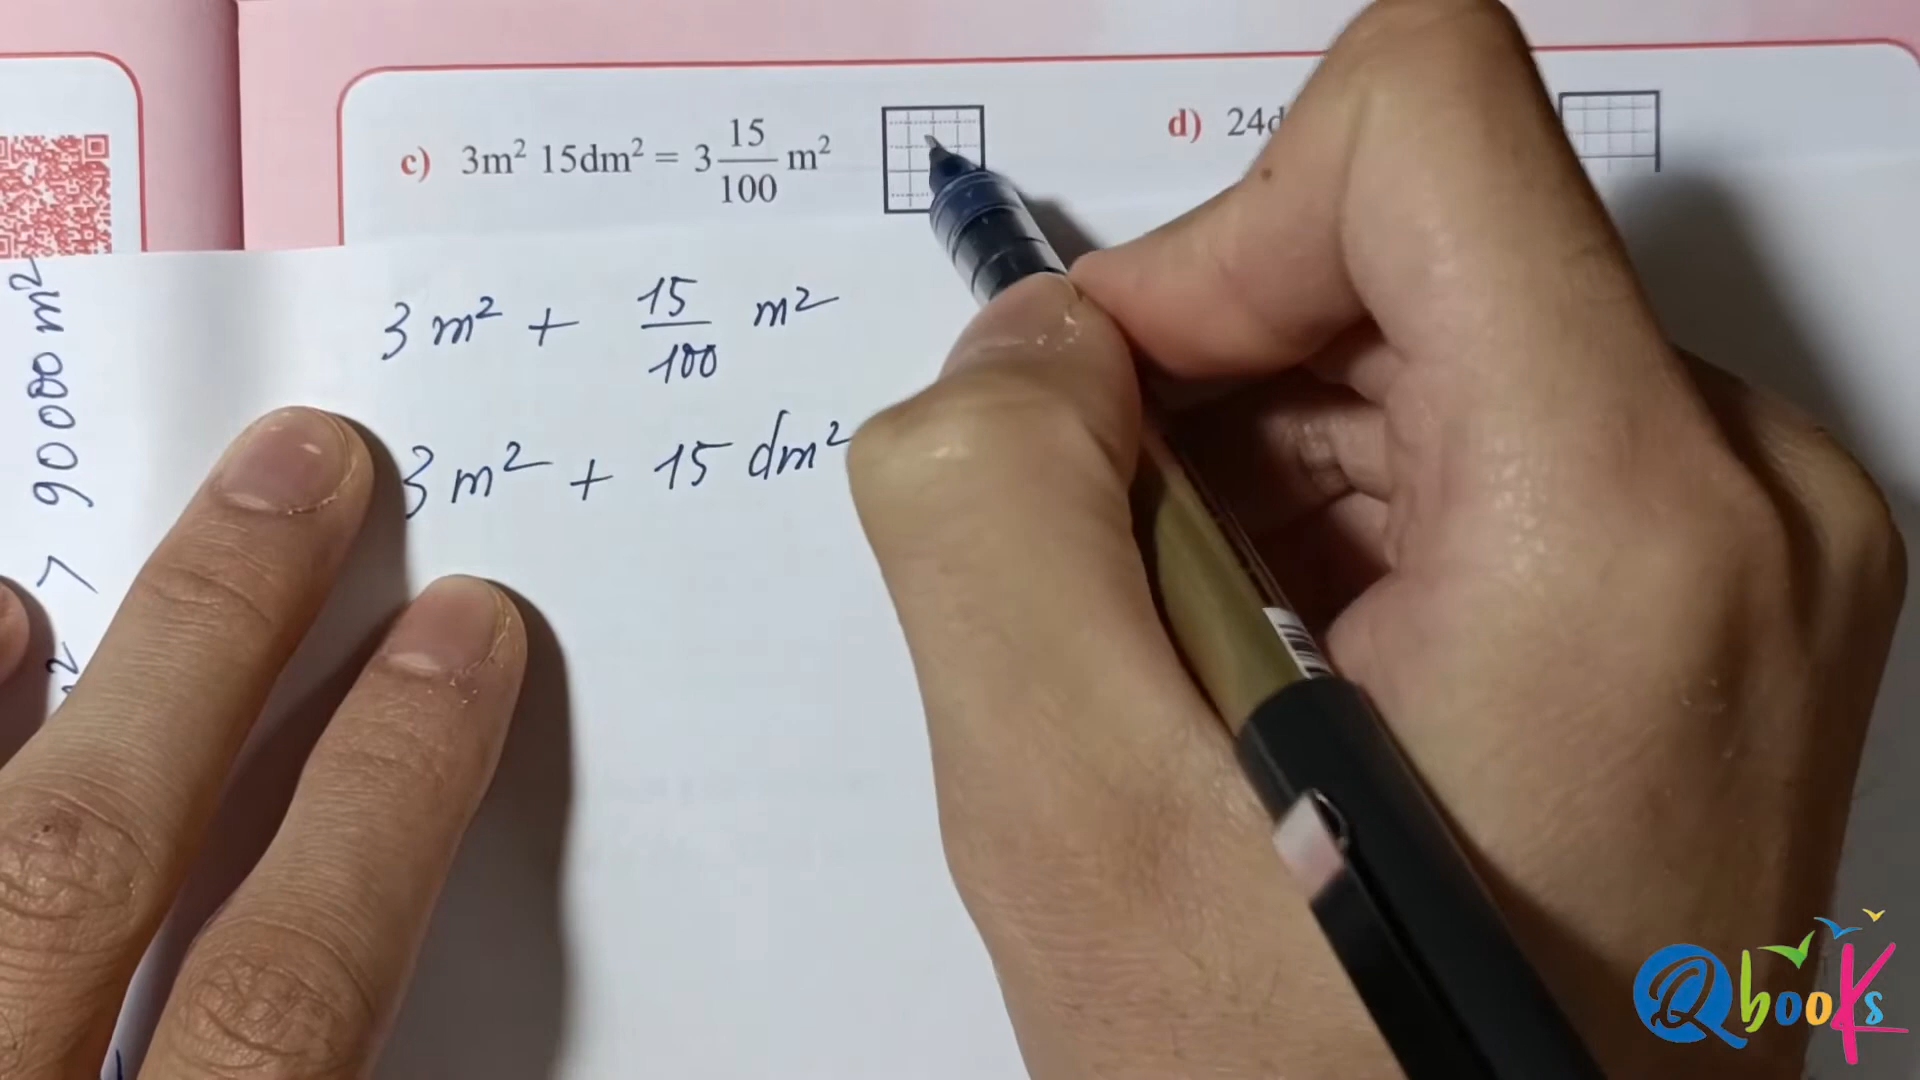 c) 3m² 15dm² = 3 15/100 m²
d) 24d
3 m² + 15/100 m²
3 m² + 15 dm²
> 90000 m²
2
Qbooks